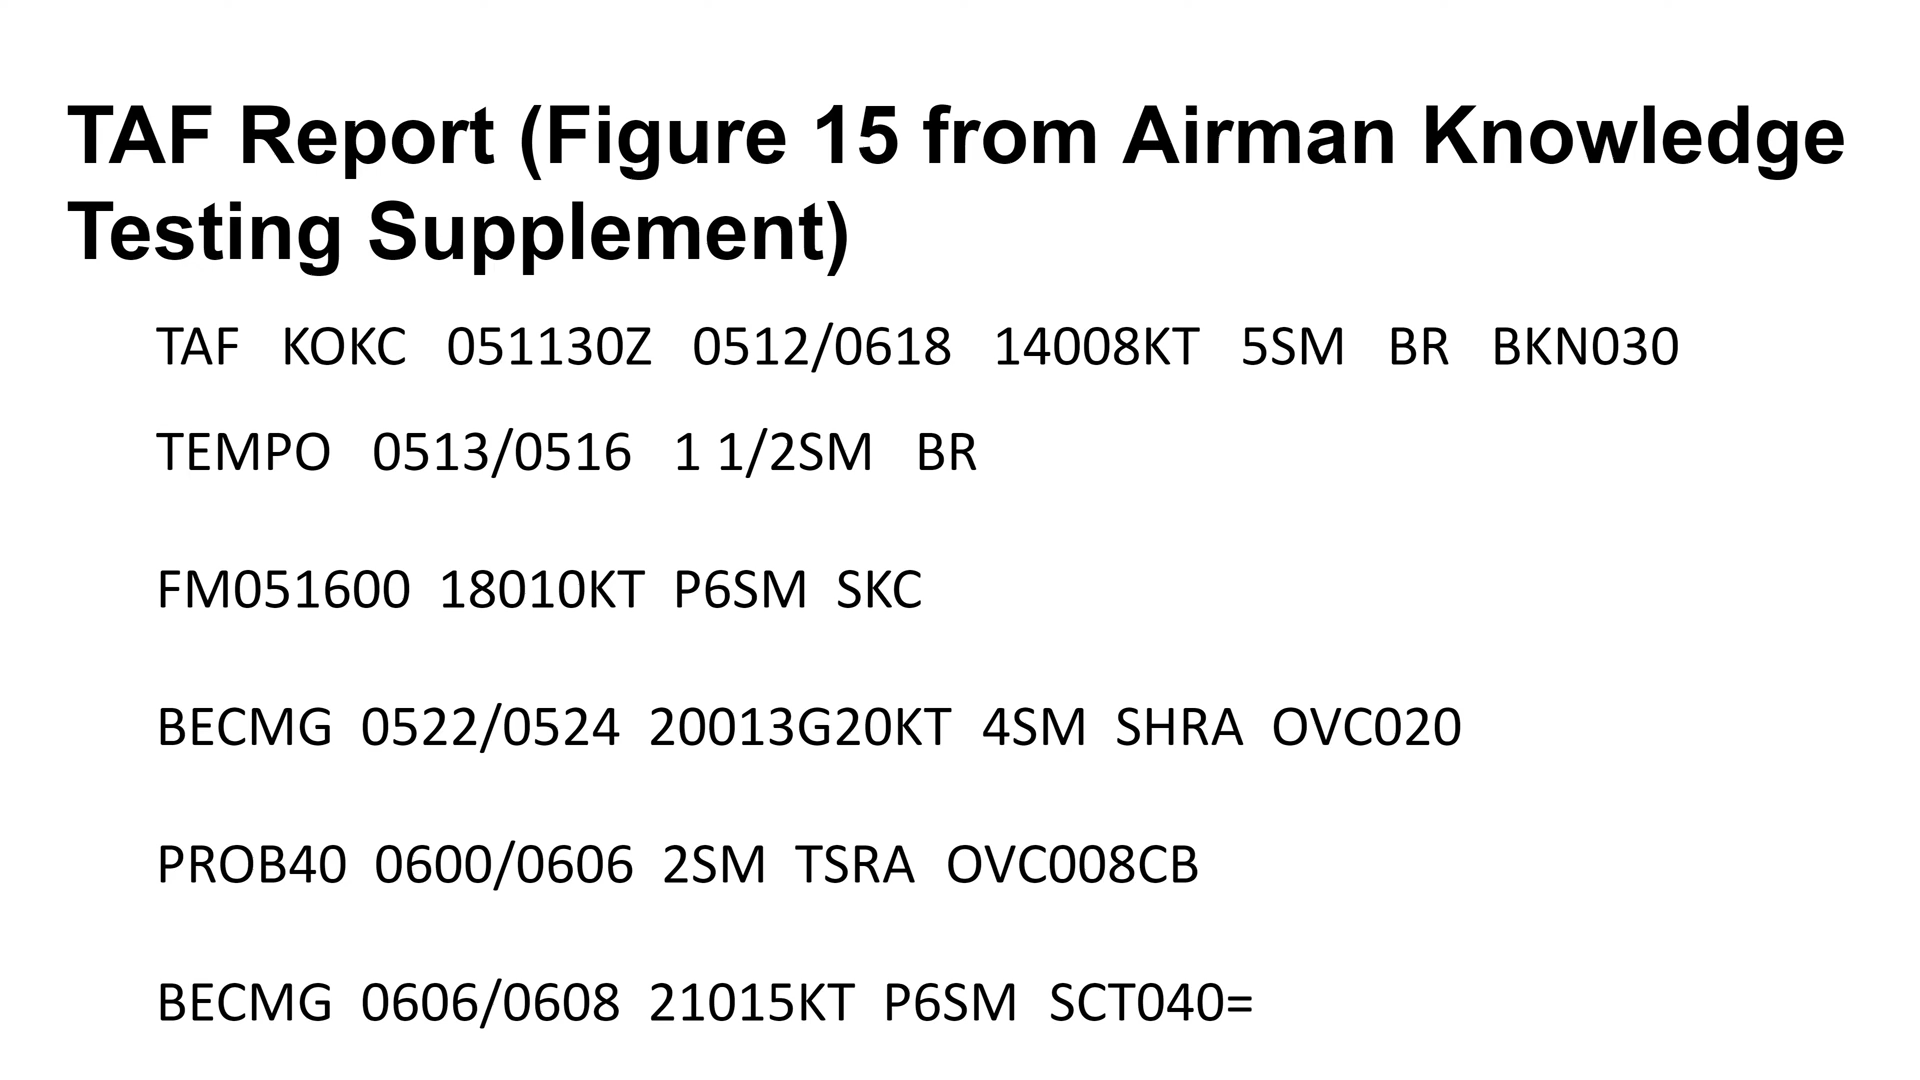 TAF Report (Figure 15 from Airman Knowledge
Testing Supplement)
TAF KOKC 051130Z 0512/0618 14008KT 5SM BR BKN030
TEMPO 0513/0516 1 1/2SM BR
FM051600 18010KT P6SM SKC
BECMG 0522/0524 20013G20KT 4SM SHRA OVC020
PROB40 0600/0606 2SM TSRA OVC008CB
BECMG 0606/0608 21015KT P6SM SCT040=